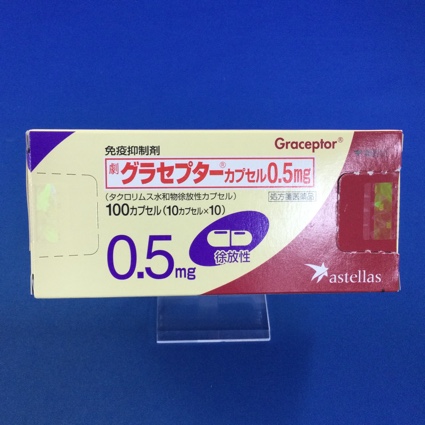 免疫抑制剤
Graceptor®
劇 グラセプター®カプセル0.5mg
(タクロリムス水和物徐放性カプセル)
処方箋医薬品
100カプセル(10カプセル×10)
0.5mg
徐放性
astellas